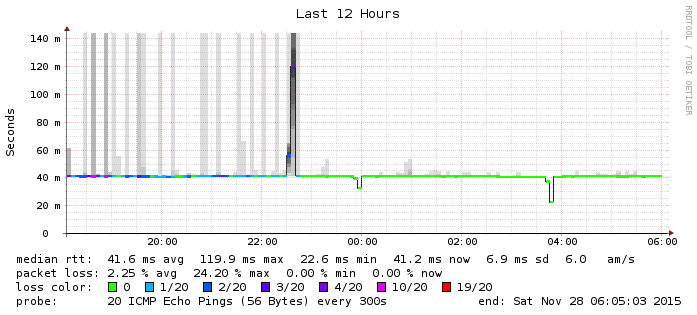 Last 12 Hours
RRDTOOL / TOBI OETIKER
Seconds
140 m
120 m
100 m
80 m
60 m
40 m
20 m
0
20:00 22:00 00:00 02:00 04:00 06:00
median rtt: 41.6 ms avg 119.9 ms max 22.6 ms min 41.2 ms now 6.9 ms sd 6.0 am/s
packet loss: 2.25 % avg 24.20 % max 0.00 % min 0.00 % now
loss color: 0 1/20 2/20 3/20 4/20 10/20 19/20
probe: 20 ICMP Echo Pings (56 Bytes) every 300s end: Sat Nov 28 06:05:03 2015